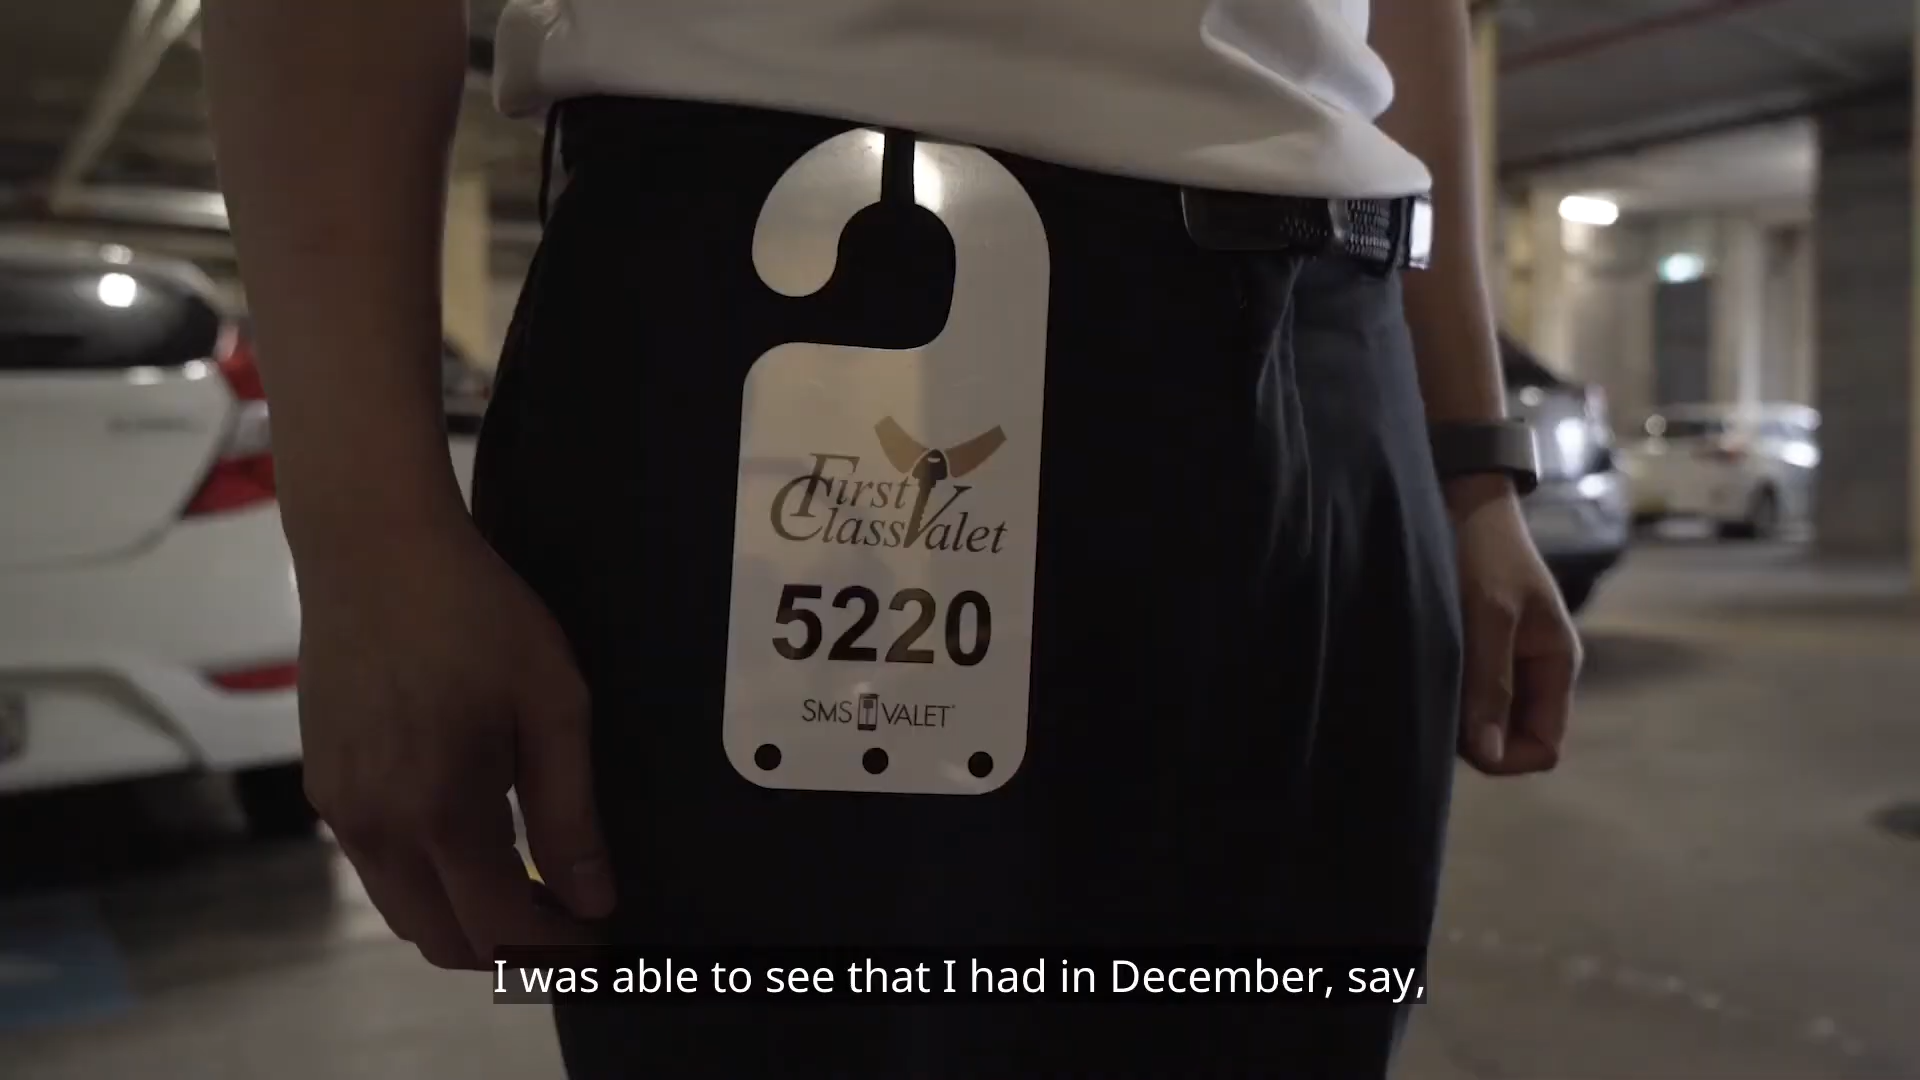 First
Class Valet
5220
SMS VALET
I was able to see that I had in December, say,